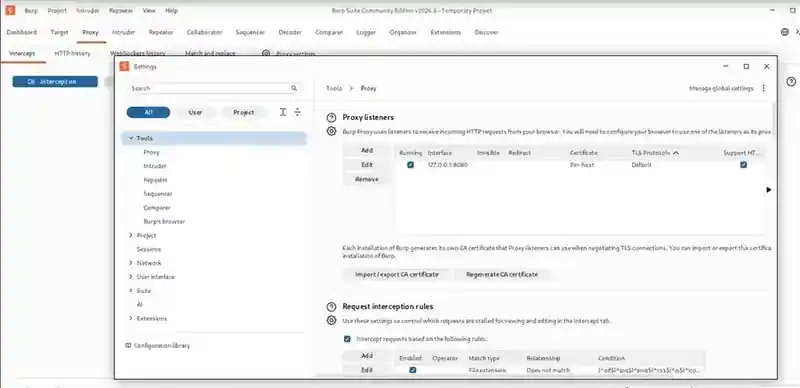 Burp Project Intruder Repeater View Help Burp Suite Community Edition - Temporary Project
Dashboard Target Proxy Intruder Repeater Collaborator Sequencer Decoder Comparer Logger Organizer Extensions Discover
Intercept HTTP history WebSockets history Match and replace Proxy settings
Interception
Settings
Search
All User Project
Tools
Proxy
Intruder
Repeater
Sequencer
Comparer
Burp's browser
Project
Sessions
Network
User interface
Suite
AI
Extensions
Configuration library
Tools > Proxy Manage global settings
Proxy listeners
Burp Proxy uses listeners to receive incoming HTTP requests from your browser. You will need to configure your browser to use one of the listeners as its prox
Add
Edit
Remove
Running Interface Invisible Redirect Certificate TLS Protocols Support HT...
127.0.0.1:8080 Per-host Default
Each installation of Burp generates its own CA certificate that Proxy listeners can use when negotiating TLS connections. You can import or export this certifica
installation of Burp.
Import / export CA certificate Regenerate CA certificate
Request interception rules
Use these settings to control which requests are stalled for viewing and editing in the Intercept tab.
Intercept requests based on the following rules:
Add
Edit
Enabled Operator Match type Relationship Condition
File extension Does not match